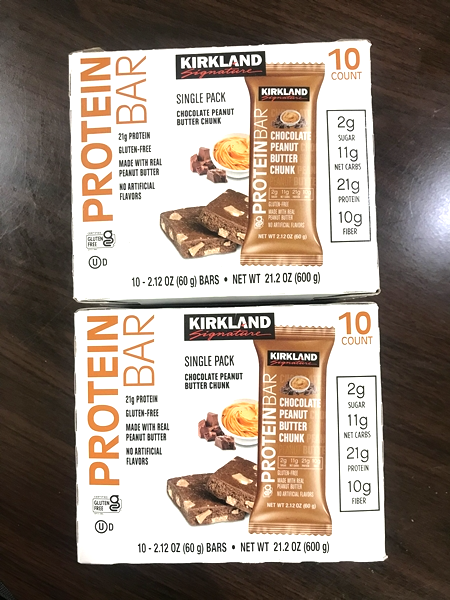 PROTEIN
BAR
KIRKLAND
Signature
10
COUNT
SINGLE PACK
CHOCOLATE PEANUT
BUTTER CHUNK
21g PROTEIN
GLUTEN-FREE
MADE WITH REAL
PEANUT BUTTER
NO ARTIFICIAL
FLAVORS
GLUTEN
FREE
U D
KIRKLAND
Signature
PROTEIN BAR
CHOCOLATE
PEANUT
BUTTER
CHUNK
2g 11g 21g
GLUTEN-FREE
MADE WITH REAL
PEANUT BUTTER
NO ARTIFICIAL FLAVORS
NET WT 2.12 OZ (60 g)
2g
SUGAR
11g
NET CARBS
21g
PROTEIN
10g
FIBER
10 - 2.12 OZ (60 g) BARS • NET WT 21.2 OZ (600 g)
PROTEIN
BAR
KIRKLAND
Signature
10
COUNT
SINGLE PACK
CHOCOLATE PEANUT
BUTTER CHUNK
21g PROTEIN
GLUTEN-FREE
MADE WITH REAL
PEANUT BUTTER
NO ARTIFICIAL
FLAVORS
GLUTEN
FREE
U D
KIRKLAND
Signature
PROTEIN BAR
CHOCOLATE
PEANUT
BUTTER
CHUNK
2g 11g 21g
GLUTEN-FREE
MADE WITH REAL
PEANUT BUTTER
NO ARTIFICIAL FLAVORS
NET WT 2.12 OZ (60 g)
2g
SUGAR
11g
NET CARBS
21g
PROTEIN
10g
FIBER
10 - 2.12 OZ (60 g) BARS • NET WT 21.2 OZ (600 g)